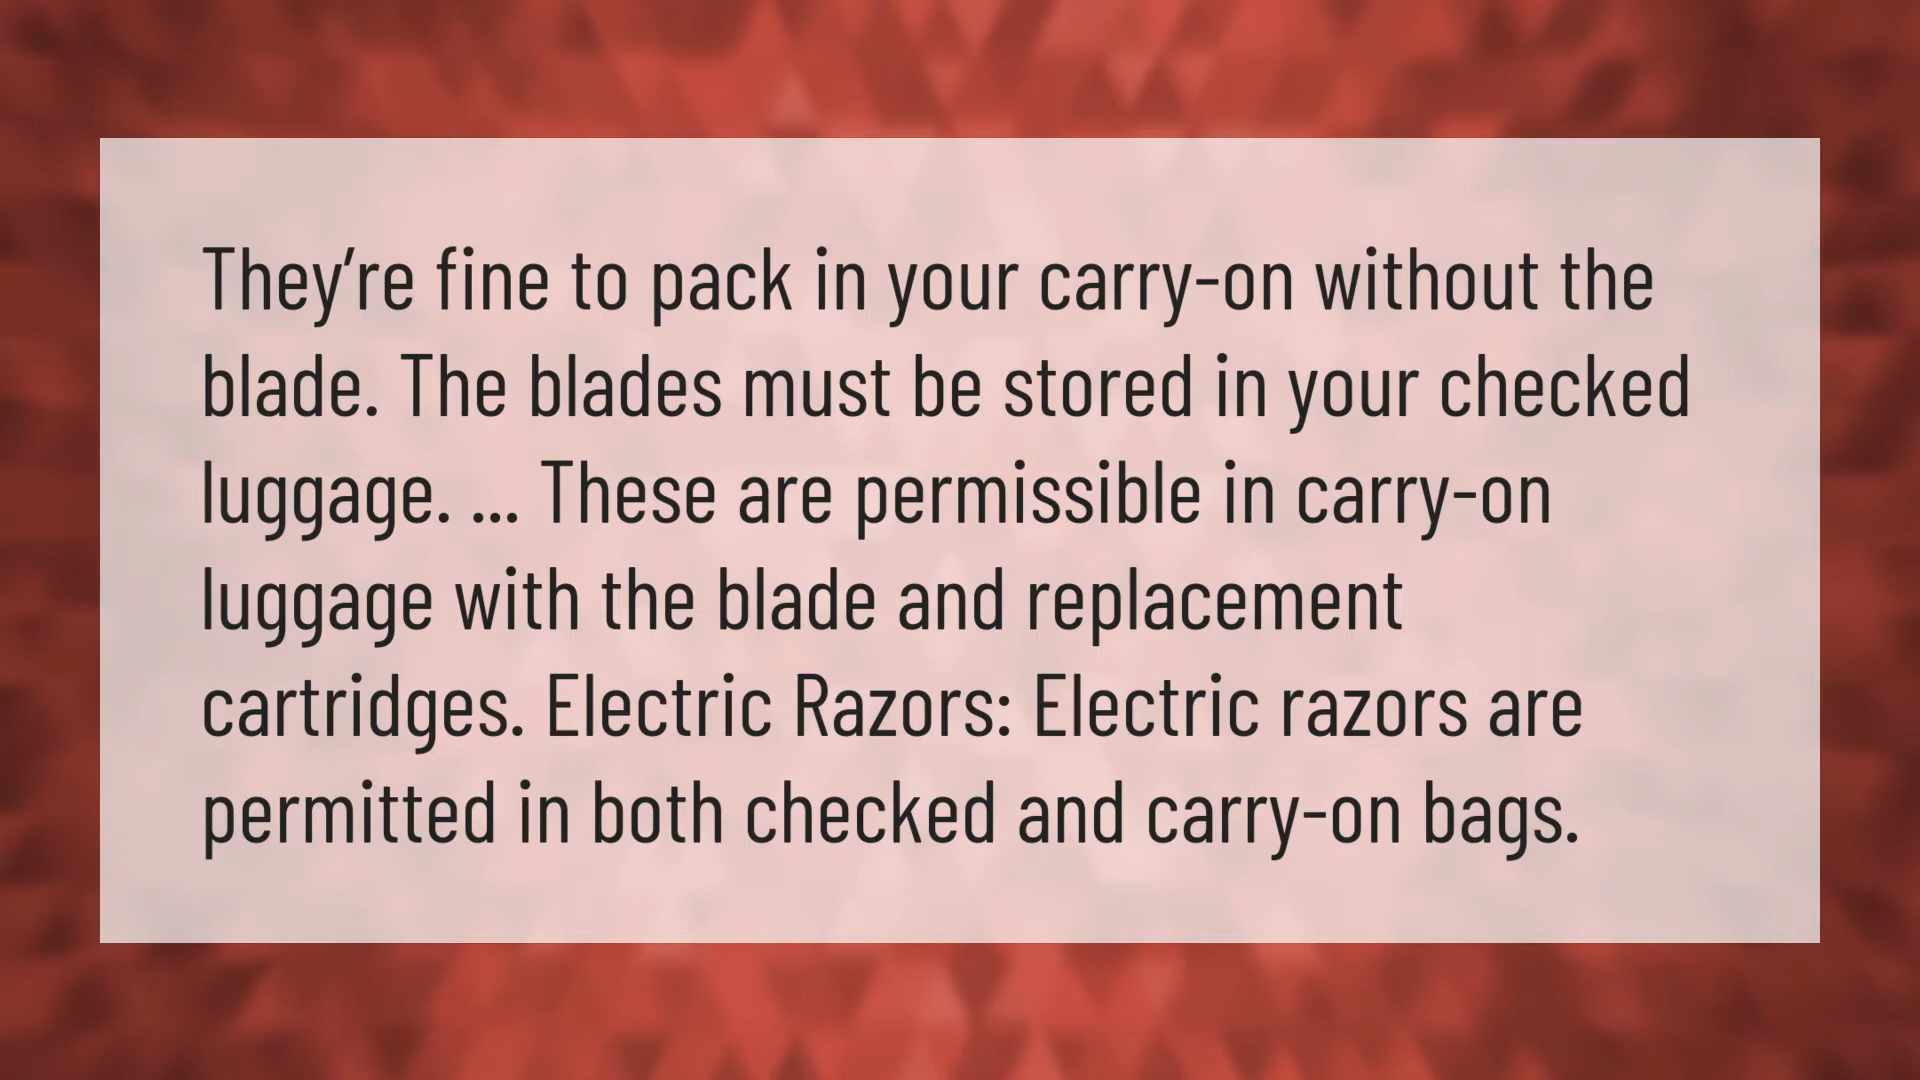 They’re fine to pack in your carry-on without the
blade. The blades must be stored in your checked
luggage. ... These are permissible in carry-on
luggage with the blade and replacement
cartridges. Electric Razors: Electric razors are
permitted in both checked and carry-on bags.